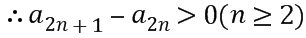 ∴ a_{2n+1} – a_{2n} > 0(n ≥ 2)